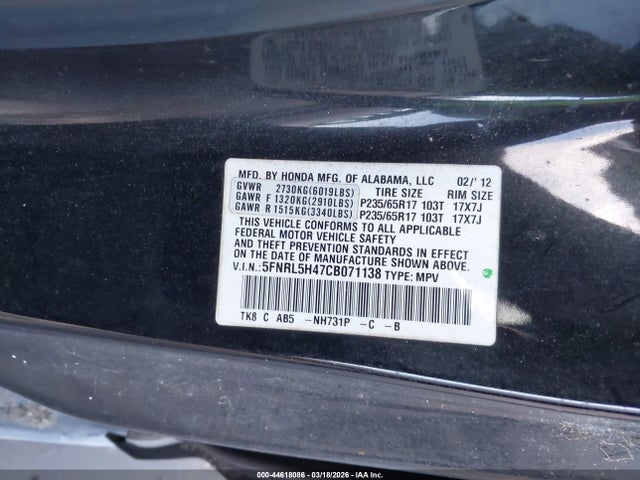 MFD. BY HONDA MFG. OF ALABAMA, LLC 02/' 12
GVWR 2730KG(6019LBS) TIRE SIZE RIM SIZE
GAWR F 1320KG(2910LBS) P235/65R17 103T 17X7J
GAWR R 1515KG(3340LBS) P235/65R17 103T 17X7J
THIS VEHICLE CONFORMS TO ALL APPLICABLE
FEDERAL MOTOR VEHICLE SAFETY
AND THEFT PREVENTION STANDARDS IN EFFECT
ON THE DATE OF MANUFACTURE SHOWN ABOVE.
V.I.N.: 5FNRL5H47CB071138 TYPE: MPV
TK8 C AB5 -NH731P -C -B
000-44618086 - 03/18/2026 - IAA Inc.